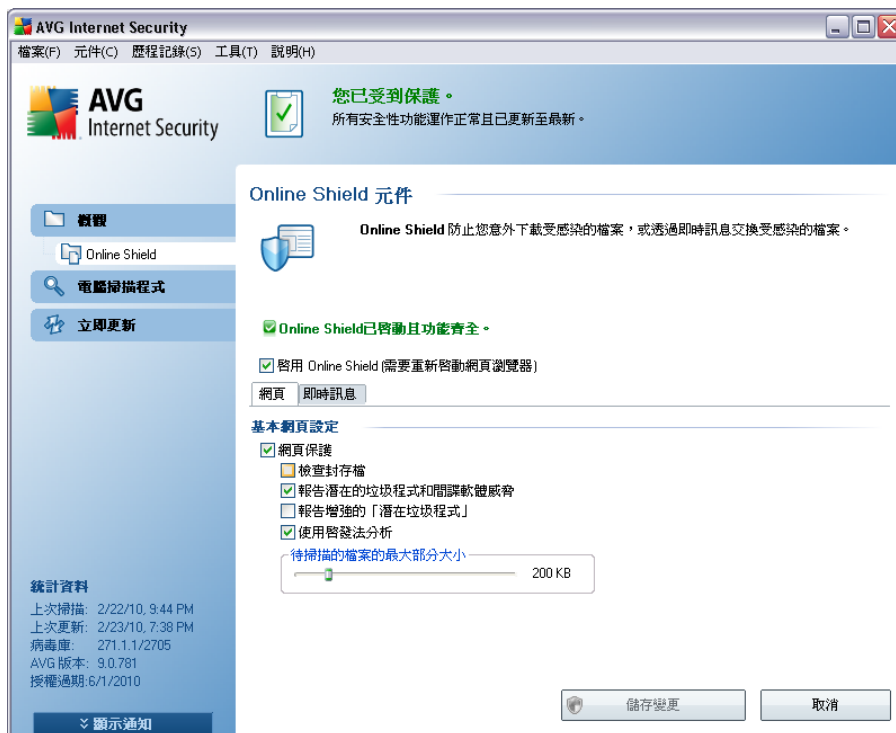 AVG Internet Security
檔案(F) 元件(C) 歷程記錄(S) 工具(T) 說明(H)
AVG
Internet Security
您已受到保護。
所有安全性功能運作正常且已更新至最新。
概觀
Online Shield
電腦掃描程式
立即更新
Online Shield 元件
Online Shield 防止您意外下載受感染的檔案，或透過即時訊息交換受感染的檔案。
Online Shield已啓動且功能齊全。
啓用 Online Shield (需要重新啓動網頁瀏覽器)
網頁 即時訊息
基本網頁設定
網頁保護
檢查封存檔
報告潛在的垃圾程式和間諜軟體威脅
報告增強的「潛在垃圾程式」
使用啓發法分析
待掃描的檔案的最大部分大小
200 KB
統計資料
上次掃描: 2/22/10, 9:44 PM
上次更新: 2/23/10, 7:38 PM
病毒庫: 271.1.1/2705
AVG 版本: 9.0.781
授權過期:6/1/2010
顯示通知
儲存變更 取消